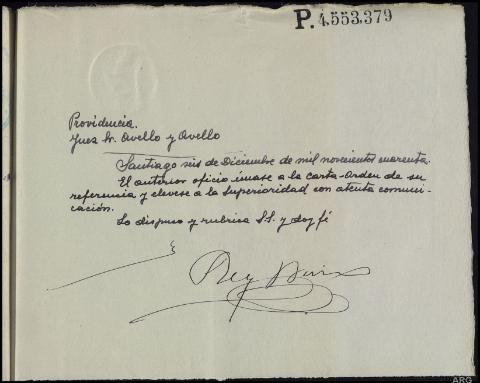 P. 4.553.379
Providencia.
Juez Sr. Avello y Avello
Santiago seis de Diciembre de mil novecientos cuarenta.
El anterior oficio únase a la carta-orden de su
referencia y elevese a la Superioridad con atenta comuni-
cación.
Lo dispuso y rubrica S.S. y doy fé
Rey
ARG